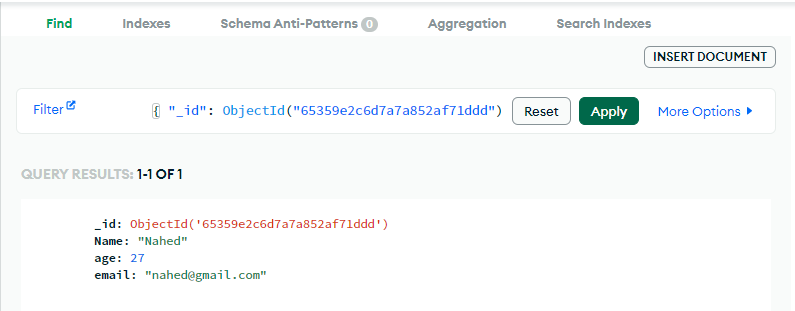 Find Indexes Schema Anti-Patterns 0 Aggregation Search Indexes
INSERT DOCUMENT
Filter { "_id": ObjectId("65359e2c6d7a7a852af71ddd") Reset Apply More Options
QUERY RESULTS: 1-1 OF 1
_id: ObjectId('65359e2c6d7a7a852af71ddd')
Name: "Nahed"
age: 27
email: "nahed@gmail.com"